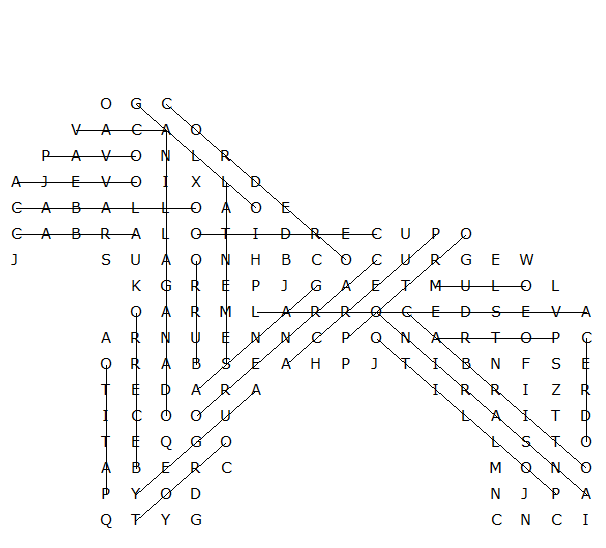 O G C
V A C A O
P A V O N L R
A J E V O I X L D
C A B A L L O A O E
C A B R A L O T I D R E C U P O
J S U A O N H B C O C U R G E W
K G R E P J G A E T M U L O L
O A R M L A R R O C E D S E V A
A R N U E N N C P O N A R T O P C
O R A B S E A H P J T I B N F S E
T E D A R A I R R I Z R
I C O O U L A I T D
T E Q G O L S T O
A B E R C M O N O
P Y O D N J P A
Q T Y G C N C I